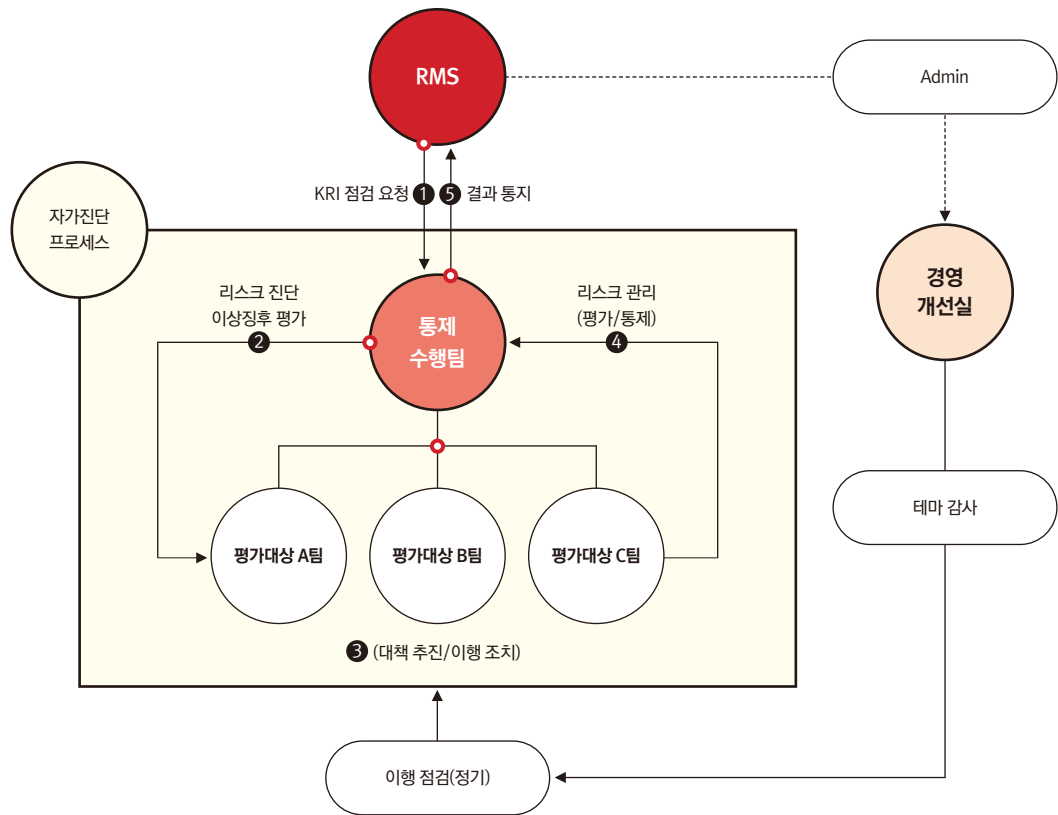 RMS
Admin
KRI 점검 요청 1
5 결과 통지
자가진단
프로세스
리스크 진단
이상징후 평가
2
통제
수행팀
리스크 관리
(평가/통제)
4
경영
개선실
평가대상 A팀
평가대상 B팀
평가대상 C팀
테마 감사
3 (대책 추진/이행 조치)
이행 점검(정기)